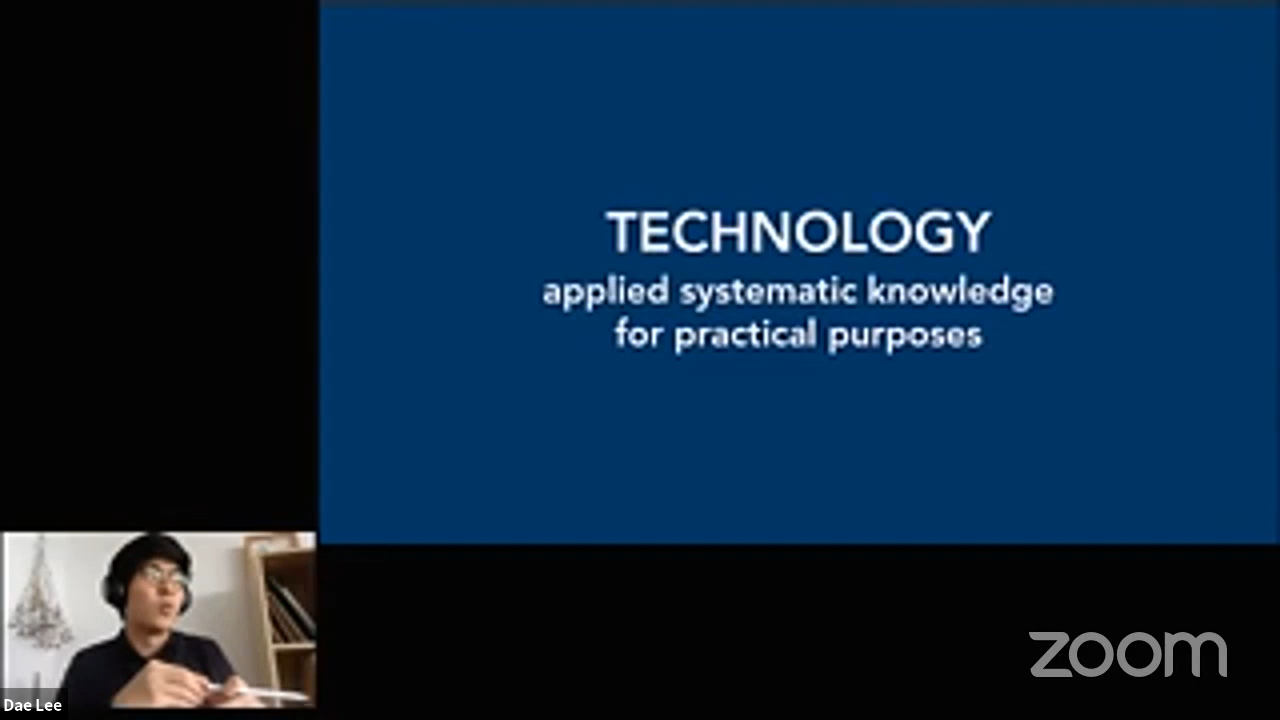 TECHNOLOGY
applied systematic knowledge
for practical purposes
Dae Lee
zoom